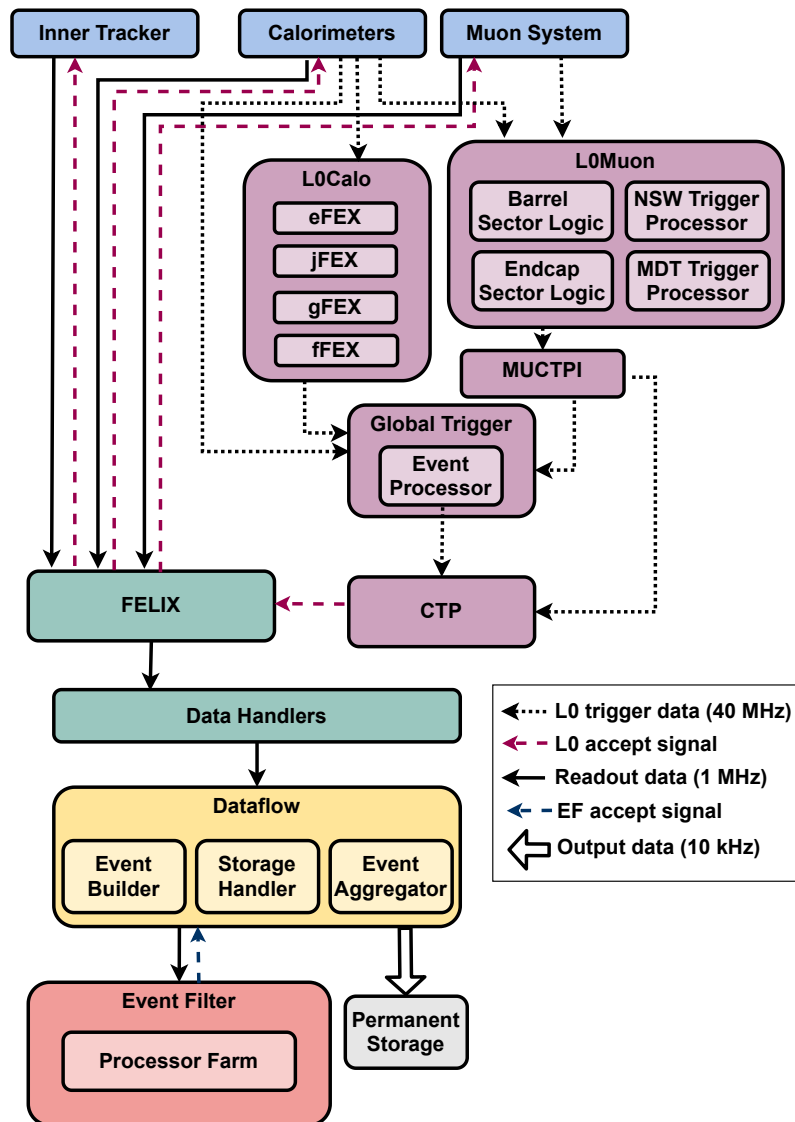 Inner Tracker
Calorimeters
Muon System
L0Calo
eFEX
jFEX
gFEX
fFEX
L0Muon
Barrel
Sector Logic
NSW Trigger
Processor
Endcap
Sector Logic
MDT Trigger
Processor
MUCTPI
Global Trigger
Event
Processor
FELIX
CTP
Data Handlers
L0 trigger data (40 MHz)
L0 accept signal
Readout data (1 MHz)
EF accept signal
Output data (10 kHz)
Dataflow
Event
Builder
Storage
Handler
Event
Aggregator
Event Filter
Processor Farm
Permanent
Storage